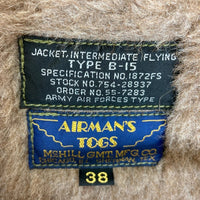 JACKET, INTERMEDIATE FLYING
TYPE B-15
SPECIFICATION NO.1872FS
STOCK NO.754-28937
ORDER NO.55-7283
ARMY AIR FORCES TYPE
AIRMAN'S
TOGS
McHILL GMT MFG CO
38